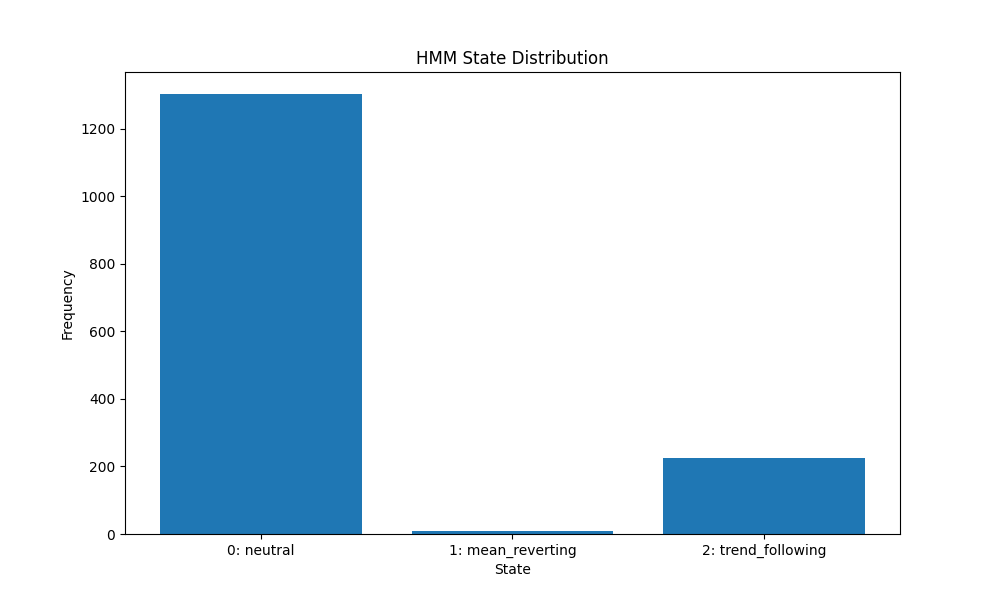 HMM State Distribution
Frequency
1200
1000
800
600
400
200
0
0: neutral
1: mean_reverting
2: trend_following
State